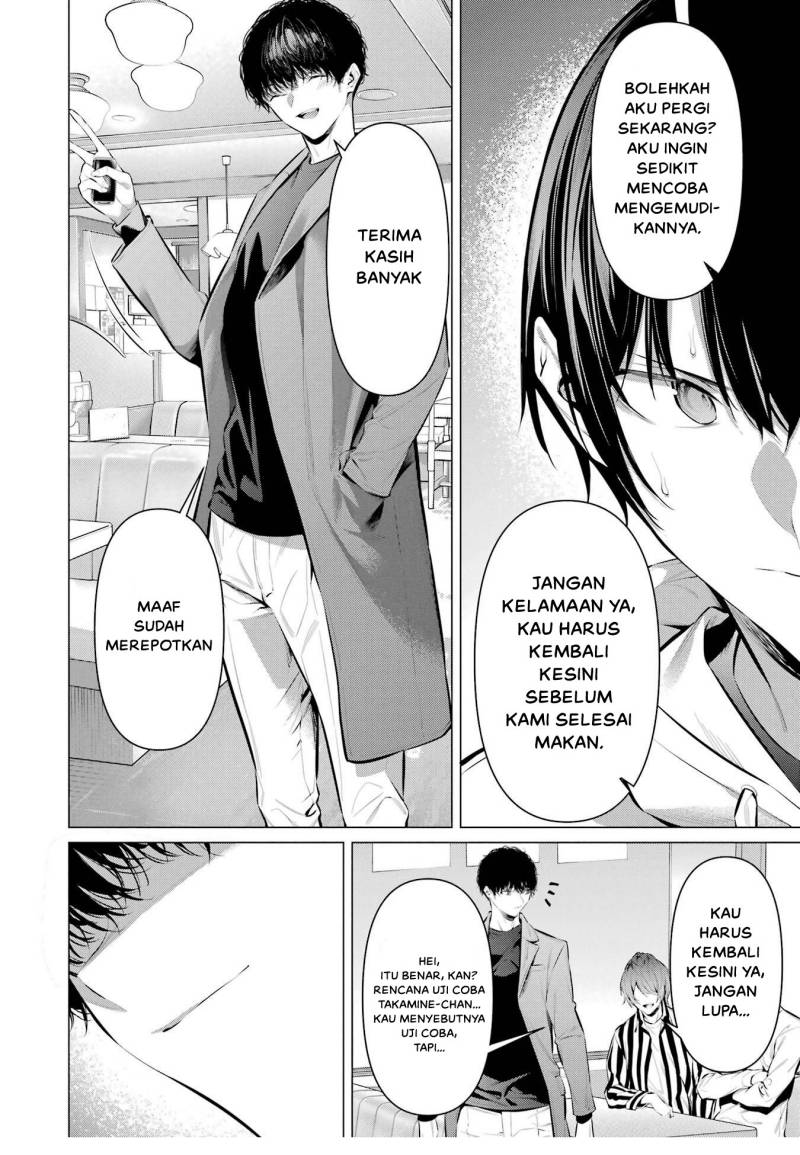 BOLEHKAH
AKU PERGI
SEKARANG?
AKU INGIN
SEDIKIT
MENCOBA
MENGEMUDI-
KANNYA.
JANGAN
KELAMAAN YA,
KAU HARUS
KEMBALI
KESINI
SEBELUM
KAMI SELESAI
MAKAN.
TERIMA
KASIH
BANYAK
MAAF
SUDAH
MEREPOTKAN
KAU
HARUS
KEMBALI
KESINI YA,
JANGAN
LUPA...
HEI,
ITU BENAR, KAN?
RENCANA UJI COBA
TAKAMINE-CHAN...
KAU MENYEBUTNYA
UJI COBA,
TAPI...